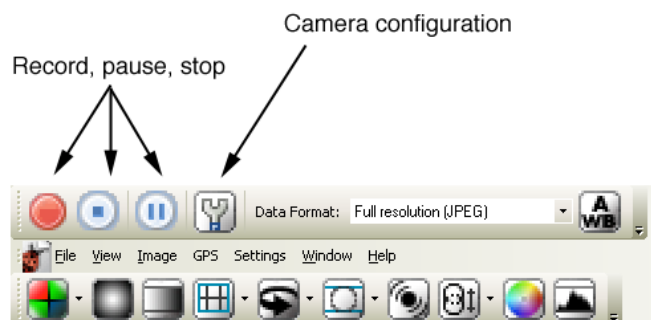 Camera configuration
Record, pause, stop
Data Format: Full resolution (JPEG) A WB
File View Image GPS Settings Window Help